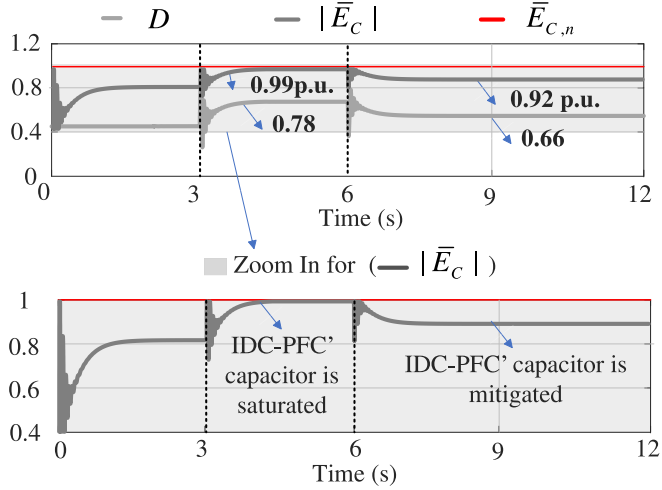 D |Ē_C| Ē_{C,n}
1.2
0.8
0.4
0
0.99p.u.
0.78
0.92 p.u.
0.66
0 3 6 9 12
Time (s)
Zoom In for ( |Ē_C| )
1
0.8
0.6
0.4
IDC-PFC'
capacitor is
saturated
IDC-PFC' capacitor is
mitigated
0 3 6 9 12
Time (s)